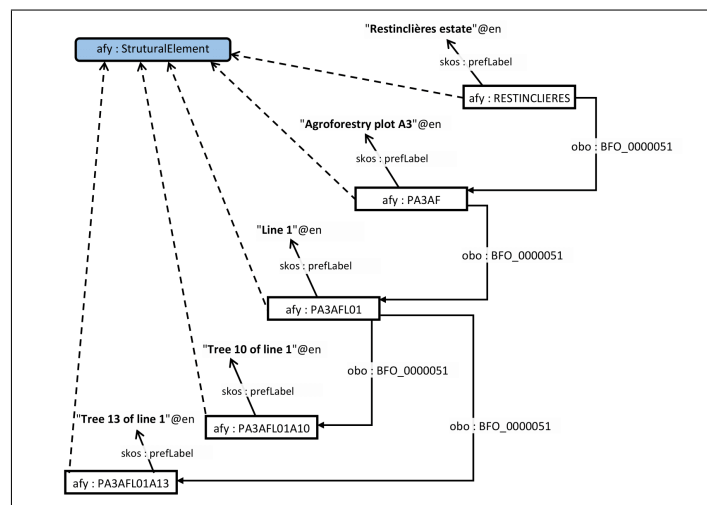 "Restinclières estate"@en
afy : StruturalElement
skos : prefLabel
afy : RESTINCLIERES
"Agroforestry plot A3"@en
obo : BFO_0000051
skos : prefLabel
afy : PA3AF
"Line 1"@en
obo : BFO_0000051
skos : prefLabel
afy : PA3AFL01
"Tree 10 of line 1"@en
obo : BFO_0000051
skos : prefLabel
"Tree 13 of line 1"@en
afy : PA3AFL01A10
obo : BFO_0000051
skos : prefLabel
afy : PA3AFL01A13